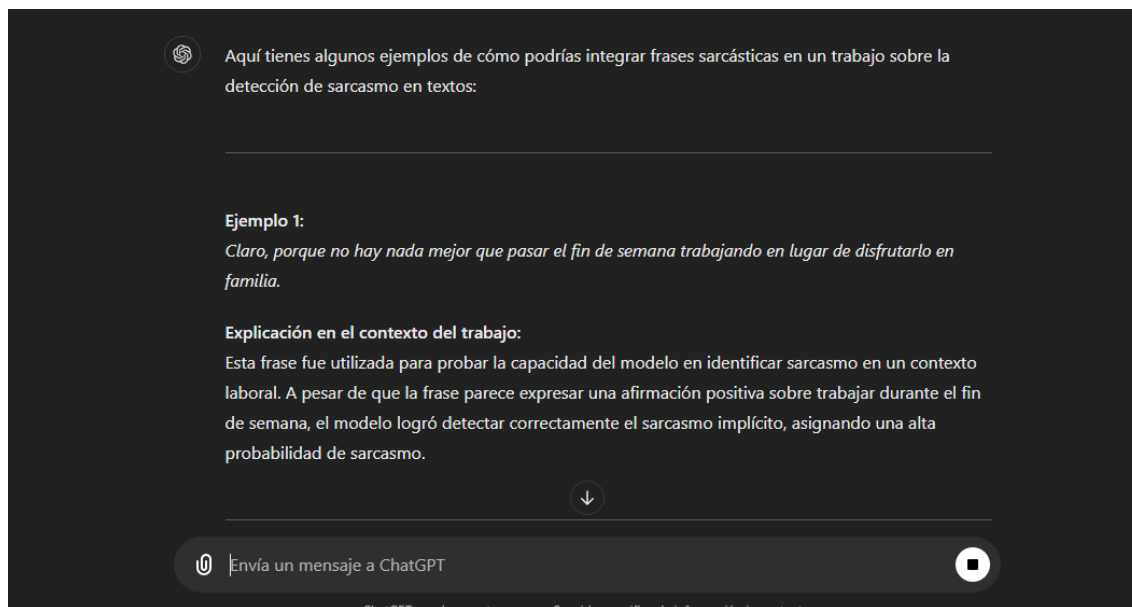 Aquí tienes algunos ejemplos de cómo podrías integrar frases sarcásticas en un trabajo sobre la
detección de sarcasmo en textos:
Ejemplo 1:
Claro, porque no hay nada mejor que pasar el fin de semana trabajando en lugar de disfrutarlo en
familia.
Explicación en el contexto del trabajo:
Esta frase fue utilizada para probar la capacidad del modelo en identificar sarcasmo en un contexto
laboral. A pesar de que la frase parece expresar una afirmación positiva sobre trabajar durante el fin
de semana, el modelo logró detectar correctamente el sarcasmo implícito, asignando una alta
probabilidad de sarcasmo.
Envía un mensaje a ChatGPT